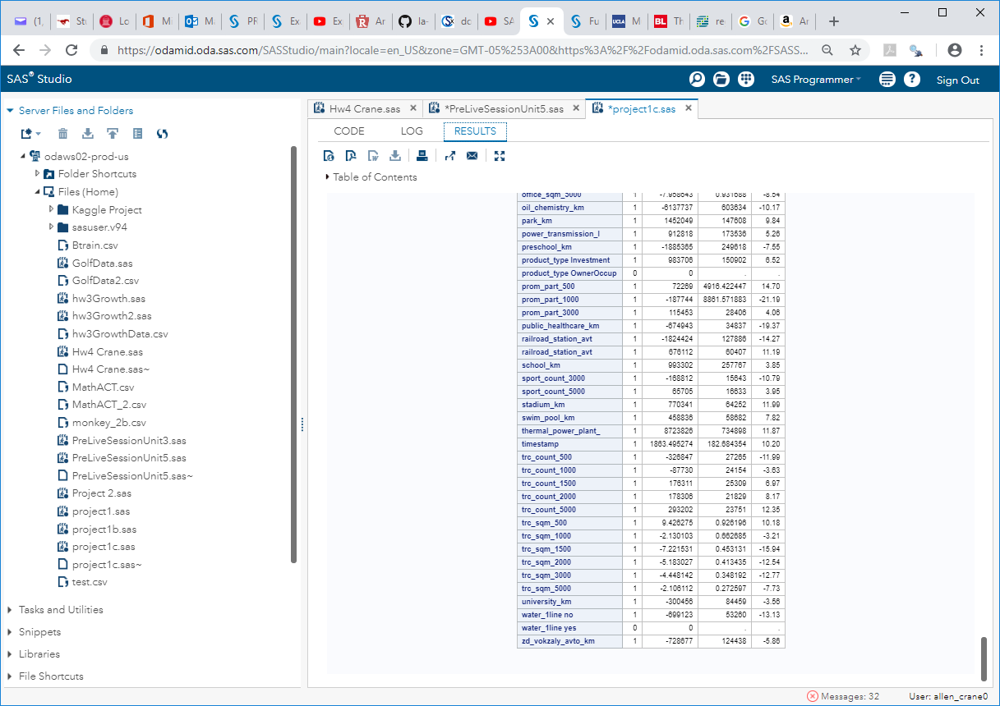 (1,
Stu
Lo
Mi
Ma
PR
Ex
Ex
Ar
la-
dc
SA
Fu
UCLA M
BL Th
re
Gc
Ar
https://odamid.oda.sas.com/SASStudio/main?locale=en_US&zone=GMT-05%253A00&https%3A%2F%2Fodamid.oda.sas.com%2FSASS...
SAS® Studio
SAS Programmer
Sign Out
Server Files and Folders
odaws02-prod-us
Folder Shortcuts
Files (Home)
Kaggle Project
sasuser.v94
Btrain.csv
GolfData.sas
GolfData2.csv
hw3Growth.sas
hw3Growth2.sas
hw3GrowthData.csv
Hw4 Crane.sas
Hw4 Crane.sas~
MathACT.csv
MathACT_2.csv
monkey_2b.csv
PreLiveSessionUnit3.sas
PreLiveSessionUnit5.sas
PreLiveSessionUnit5.sas~
Project 2.sas
project1.sas
project1b.sas
project1c.sas
project1c.sas~
test.csv
Tasks and Utilities
Snippets
Libraries
File Shortcuts
Hw4 Crane.sas
*PreLiveSessionUnit5.sas
*project1c.sas
CODE LOG RESULTS
Table of Contents
office_sqm_5000 1 -7.958643 0.931688 -8.54
oil_chemistry_km 1 -6137737 603634 -10.17
park_km 1 1452049 147608 9.84
power_transmission_l 1 912818 173536 5.26
preschool_km 1 -1885365 249618 -7.55
product_type Investment 1 983706 150902 6.52
product_type OwnerOccup 0 0 . .
prom_part_500 1 72269 4916.422447 14.70
prom_part_1000 1 -187744 8861.571883 -21.19
prom_part_3000 1 115453 28406 4.06
public_healthcare_km 1 -674943 34837 -19.37
railroad_station_avt 1 -1824424 127886 -14.27
railroad_station_avt 1 676112 60407 11.19
school_km 1 993302 257767 3.85
sport_count_3000 1 -168812 15643 -10.79
sport_count_5000 1 65705 16633 3.95
stadium_km 1 770341 64252 11.99
swim_pool_km 1 458836 58682 7.82
thermal_power_plant_ 1 8723826 734898 11.87
timestamp 1 1863.495274 182.684354 10.20
trc_count_500 1 -326847 27265 -11.99
trc_count_1000 1 -87730 24154 -3.63
trc_count_1500 1 176311 25309 6.97
trc_count_2000 1 178306 21829 8.17
trc_count_5000 1 293202 23751 12.35
trc_sqm_500 1 9.426275 0.926196 10.18
trc_sqm_1000 1 -2.130103 0.662685 -3.21
trc_sqm_1500 1 -7.221531 0.453131 -15.94
trc_sqm_2000 1 -5.183027 0.413435 -12.54
trc_sqm_3000 1 -4.448142 0.348192 -12.77
trc_sqm_5000 1 -2.106112 0.272597 -7.73
university_km 1 -300456 84459 -3.56
water_1line no 1 -699123 53260 -13.13
water_1line yes 0 0 . .
zd_vokzaly_avto_km 1 -728677 124438 -5.86
Messages: 32
User: allen_crane0